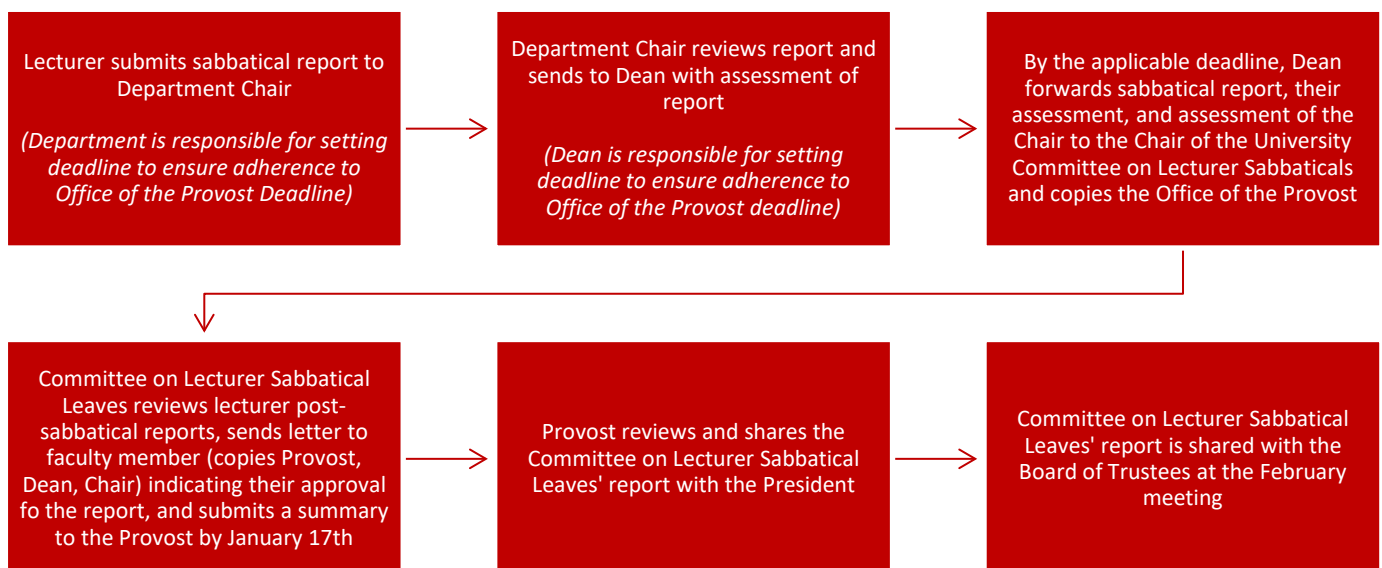 Lecturer submits sabbatical report to
Department Chair
(Department is responsible for setting
deadline to ensure adherence to
Office of the Provost Deadline)
Department Chair reviews report and
sends to Dean with assessment of
report
(Dean is responsible for setting
deadline to ensure adherence to
Office of the Provost deadline)
By the applicable deadline, Dean
forwards sabbatical report, their
assessment, and assessment of the
Chair to the Chair of the University
Committee on Lecturer Sabbaticals
and copies the Office of the Provost
Committee on Lecturer Sabbatical
Leaves reviews lecturer post-
sabbatical reports, sends letter to
faculty member (copies Provost,
Dean, Chair) indicating their approval
fo the report, and submits a summary
to the Provost by January 17th
Provost reviews and shares the
Committee on Lecturer Sabbatical
Leaves' report with the President
Committee on Lecturer Sabbatical
Leaves' report is shared with the
Board of Trustees at the February
meeting